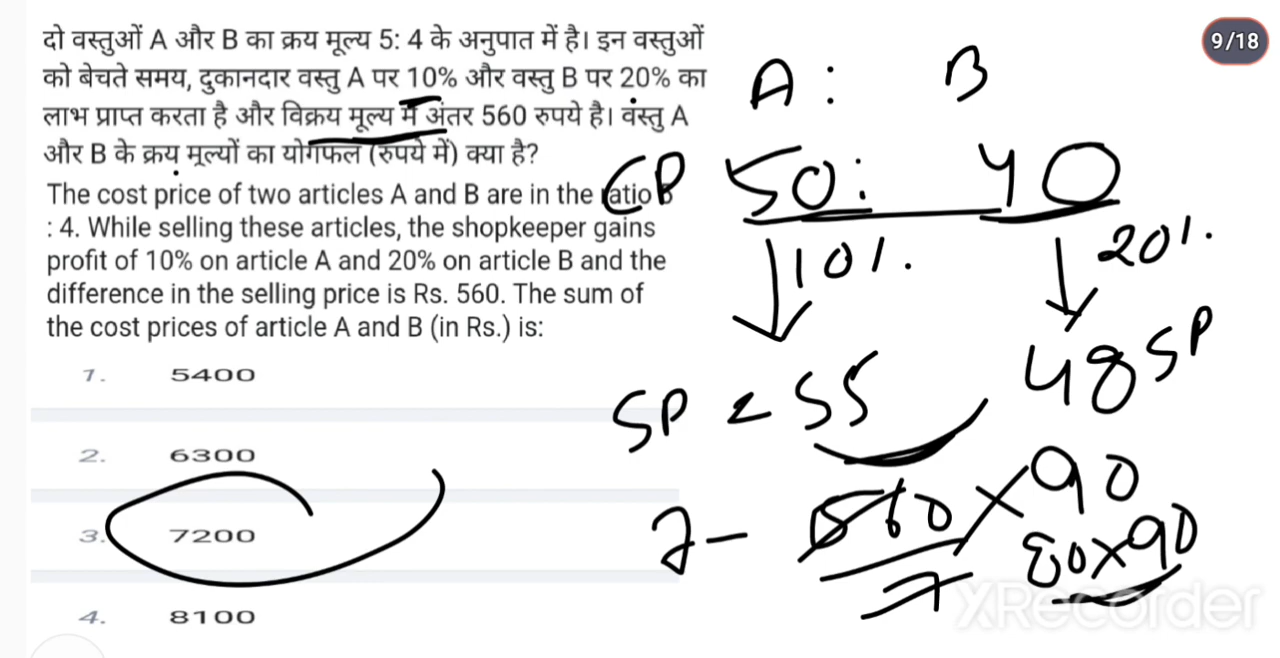 दो वस्तुओं A और B का क्रय मूल्य 5: 4 के अनुपात में है। इन वस्तुओं
को बेचते समय, दुकानदार वस्तु A पर 10% और वस्तु B पर 20% का
लाभ प्राप्त करता है और विक्रय मूल्य में अंतर 560 रुपये है। वस्तु A
और B के क्रय मूल्यों का योगफल (रुपये में) क्या है?
The cost price of two articles A and B are in the ratio
: 4. While selling these articles, the shopkeeper gains
profit of 10% on article A and 20% on article B and the
difference in the selling price is Rs. 560. The sum of
the cost prices of article A and B (in Rs.) is:
1. 5400
2. 6300
3. 7200
4. 8100
9/18
A : B
CP 50 : 40
10% 20%
SP = 55 48 SP
7 - 560 × 90
7 80×90
XRecorder